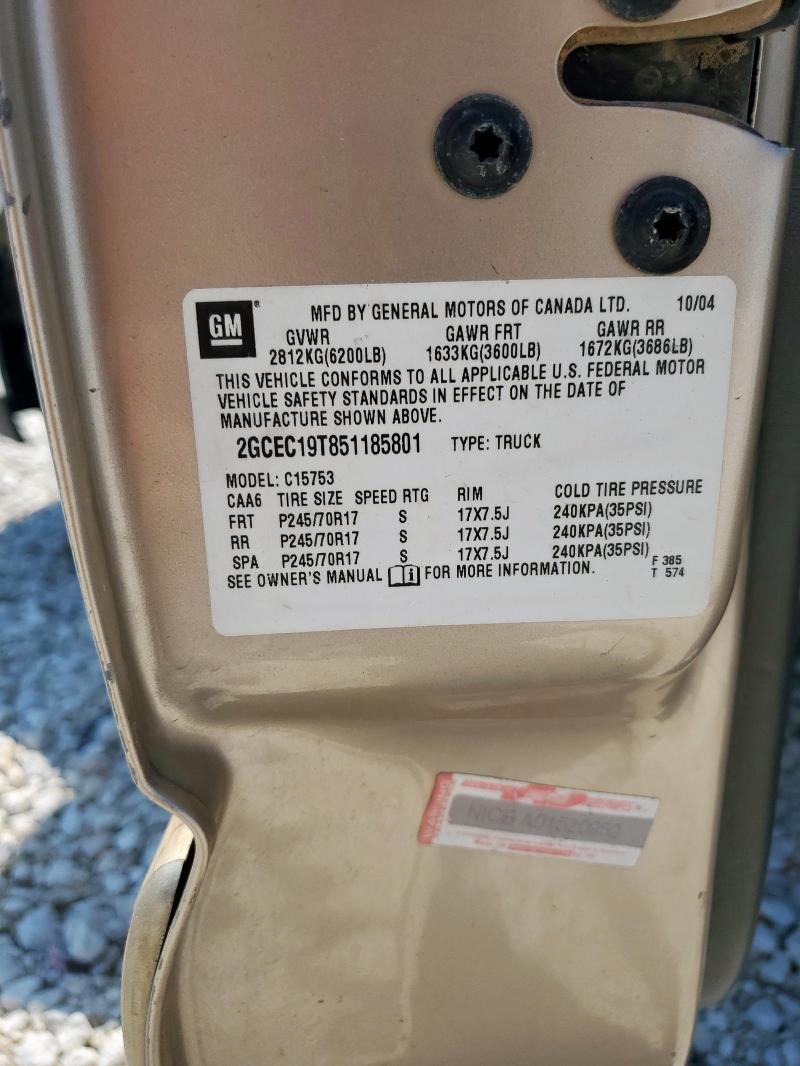 GM®
MFD BY GENERAL MOTORS OF CANADA LTD. 10/04
GVWR GAWR FRT GAWR RR
2812KG(6200LB) 1633KG(3600LB) 1672KG(3686LB)
THIS VEHICLE CONFORMS TO ALL APPLICABLE U.S. FEDERAL MOTOR
VEHICLE SAFETY STANDARDS IN EFFECT ON THE DATE OF
MANUFACTURE SHOWN ABOVE.
2GCEC19T851185801 TYPE: TRUCK
MODEL: C15753
CAA6 TIRE SIZE SPEED RTG RIM COLD TIRE PRESSURE
FRT P245/70R17 S 17X7.5J 240KPA(35PSI)
RR P245/70R17 S 17X7.5J 240KPA(35PSI)
SPA P245/70R17 S 17X7.5J 240KPA(35PSI)
SEE OWNER'S MANUAL FOR MORE INFORMATION.
F 385
T 574
NICB